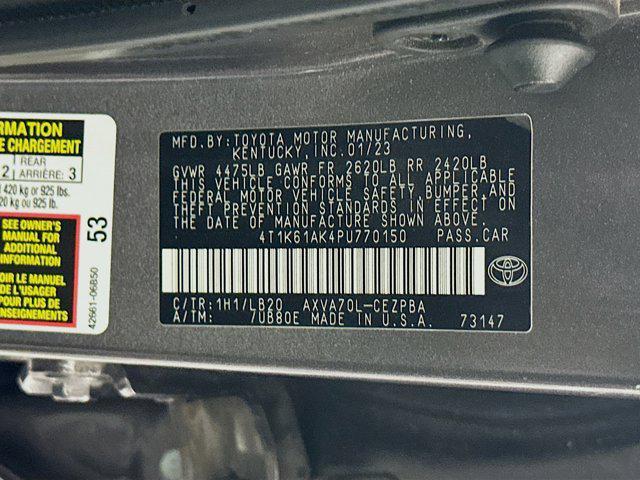 RMATION
E CHARGEMENT
2
REAR
ARRIÈRE:
3
420 kg or 925 lbs.
20 kg ou 925 lb.
SEE OWNER'S
MANUAL FOR
ADDITIONAL
INFORMATION
VOIR LE MANUEL
DE L'USAGER
POUR PLUS DE
RENSEIGNEMENTS
53
42661-06B50
MFD.BY:TOYOTA MOTOR MANUFACTURING,
KENTUCKY,INC.01/23
GVWR 4475LB GAWR FR 2620LB RR 2420LB
THIS VEHICLE CONFORMS TO ALL APPLICABLE
FEDERAL MOTOR VEHICLE SAFETY,BUMPER,AND
THEFT PREVENTION STANDARDS IN EFFECT ON
THE DATE OF MANUFACTURE SHOWN ABOVE.
4T1K61AK4PU770150 PASS.CAR
C/TR:1H1/LB20 AXVA70L-CEZPBA
A/TM: 7UB80E MADE IN U.S.A. 73147